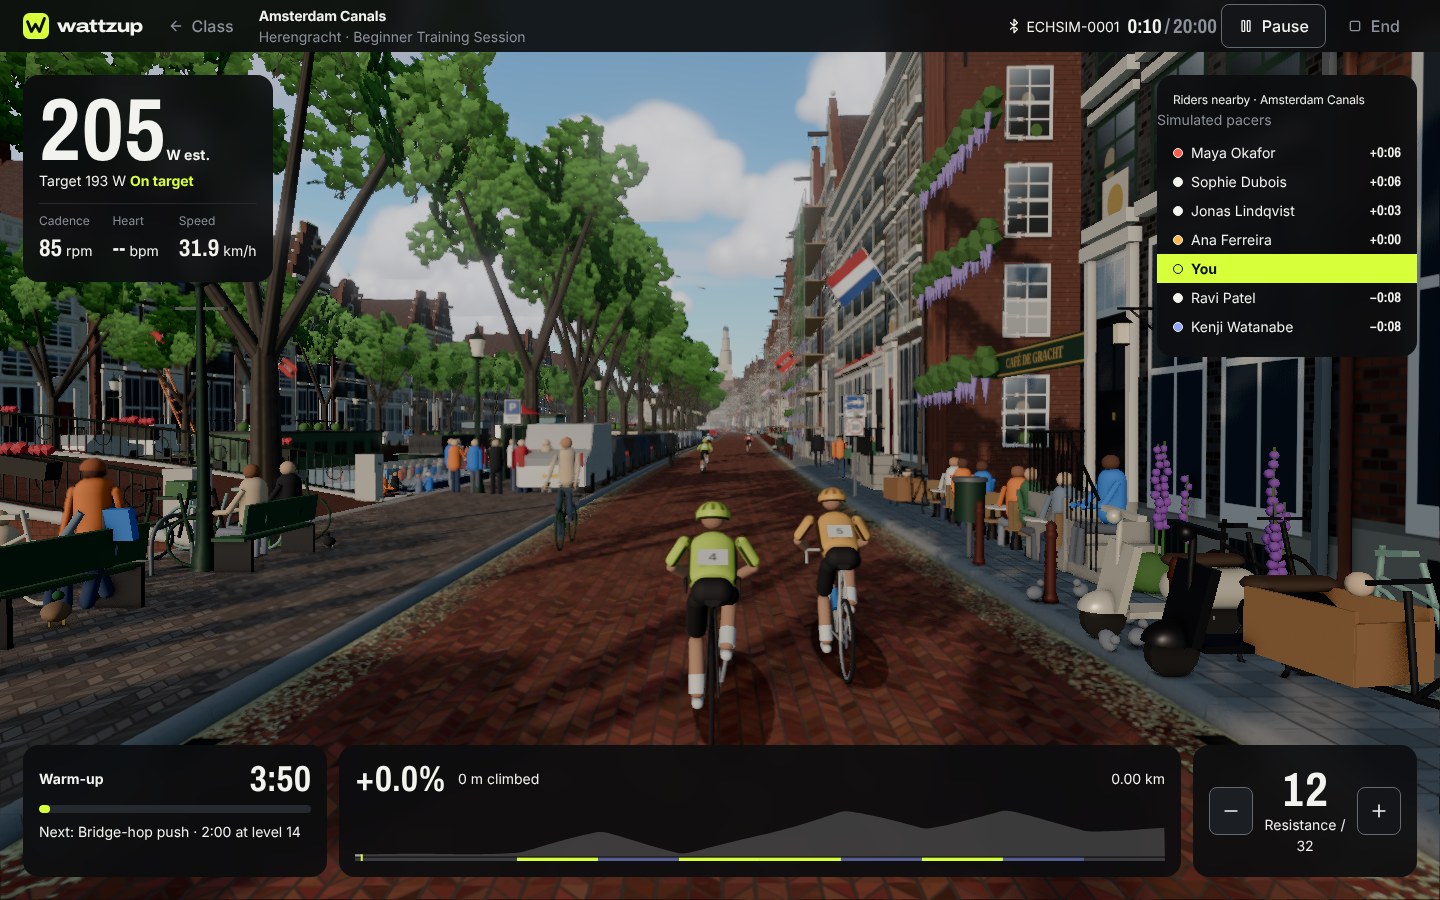 wattzup
← Class
Amsterdam Canals
Herengracht · Beginner Training Session
ECHSIM-0001 0:10 / 20:00
Pause
End
205 W est.
Target 193 W On target
Cadence Heart Speed
85 rpm -- bpm 31.9 km/h
Riders nearby · Amsterdam Canals
Simulated pacers
Maya Okafor +0:06
Sophie Dubois +0:06
Jonas Lindqvist +0:03
Ana Ferreira +0:00
You
Ravi Patel −0:08
Kenji Watanabe −0:08
CAFÉ DE GRACHT
P
4
5
Warm-up 3:50
Next: Bridge-hop push · 2:00 at level 14
+0.0% 0 m climbed 0.00 km
−
12
+
Resistance /
32